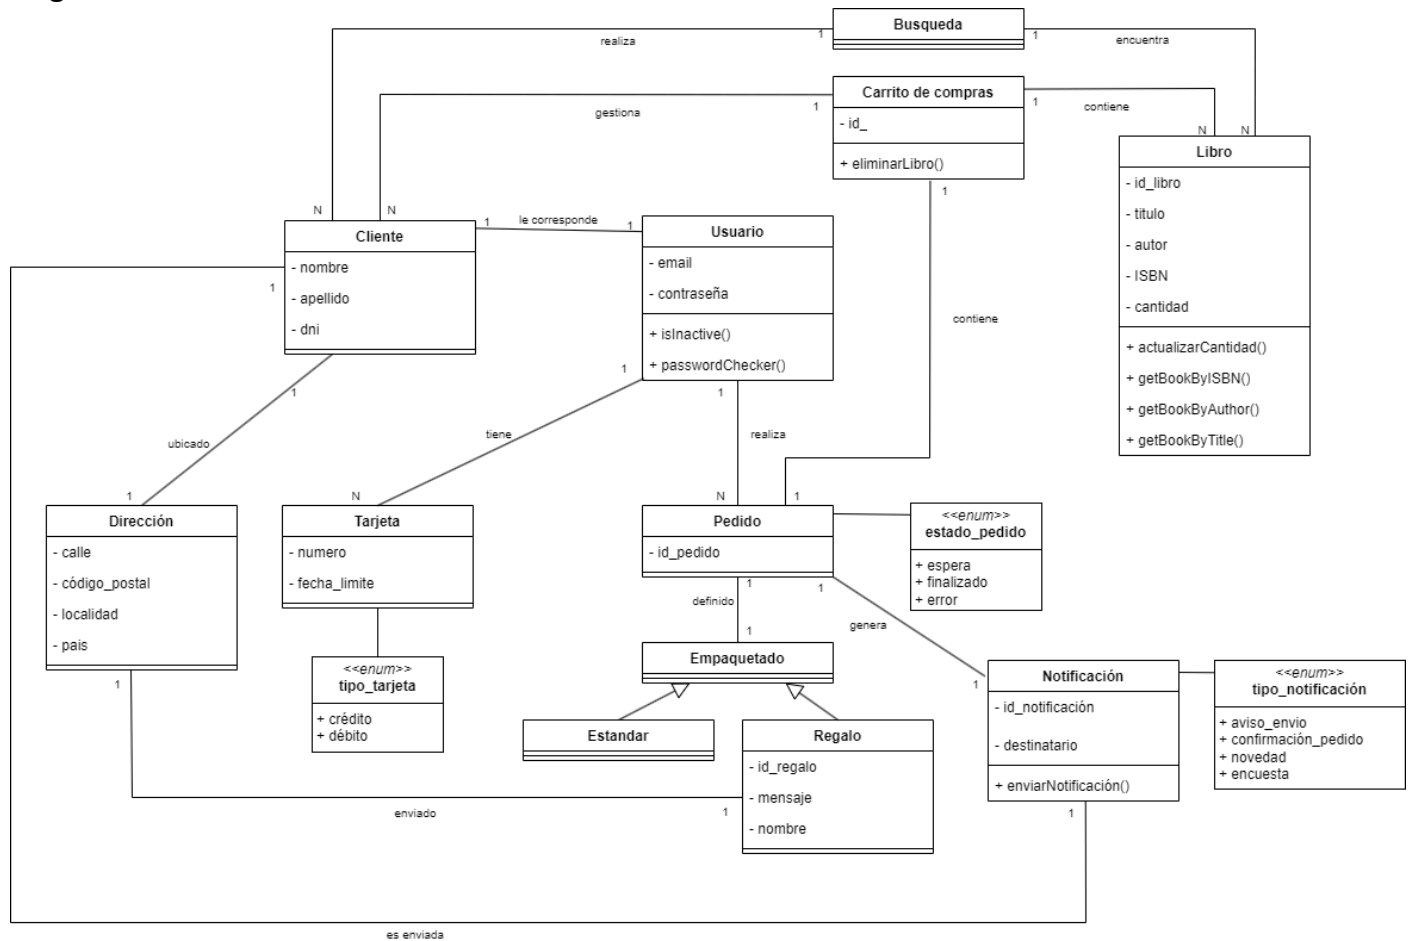 Busqueda
1
realiza
1
encuentra
Carrito de compras
- id_
+ eliminarLibro()
1
gestiona
1
contiene
1
N
N
Libro
- id_libro
- titulo
- autor
- ISBN
- cantidad
+ actualizarCantidad()
+ getBookByISBN()
+ getBookByAuthor()
+ getBookByTitle()
N
N
Cliente
- nombre
- apellido
- dni
1
1
le corresponde
1
Usuario
- email
- contraseña
+ isInactive()
+ passwordChecker()
contiene
1
1
1
ubicado
1
tiene
N
realiza
N
1
Dirección
- calle
- código_postal
- localidad
- pais
1
Tarjeta
- numero
- fecha_limite
<<enum>>
tipo_tarjeta
+ crédito
+ débito
Pedido
- id_pedido
1
1
<<enum>>
estado_pedido
+ espera
+ finalizado
+ error
definido
1
genera
1
Empaquetado
Estandar
Regalo
- id_regalo
- mensaje
- nombre
enviado
1
Notificación
- id_notificación
- destinatario
+ enviarNotificación()
1
<<enum>>
tipo_notificación
+ aviso_envio
+ confirmación_pedido
+ novedad
+ encuesta
es enviada